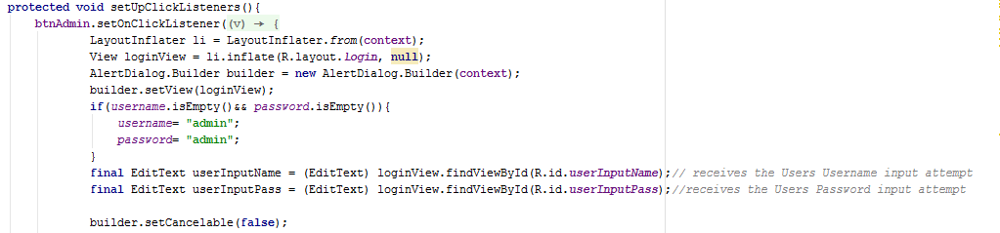 protected void setUpClickListeners(){
btnAdmin.setOnClickListener((v) → {
LayoutInflater li = LayoutInflater.from(context);
View loginView = li.inflate(R.layout.Login, null);
AlertDialog.Builder builder = new AlertDialog.Builder(context);
builder.setView(loginView);
if(username.isEmpty()&& password.isEmpty()){
username= "admin";
password= "admin";
}
final EditText userInputName = (EditText) loginView.findViewById(R.id.userInputName);// receives the Users Username input attempt
final EditText userInputPass = (EditText) loginView.findViewById(R.id.userInputPass);//receives the Users Password input attempt
builder.setCancelable(false);